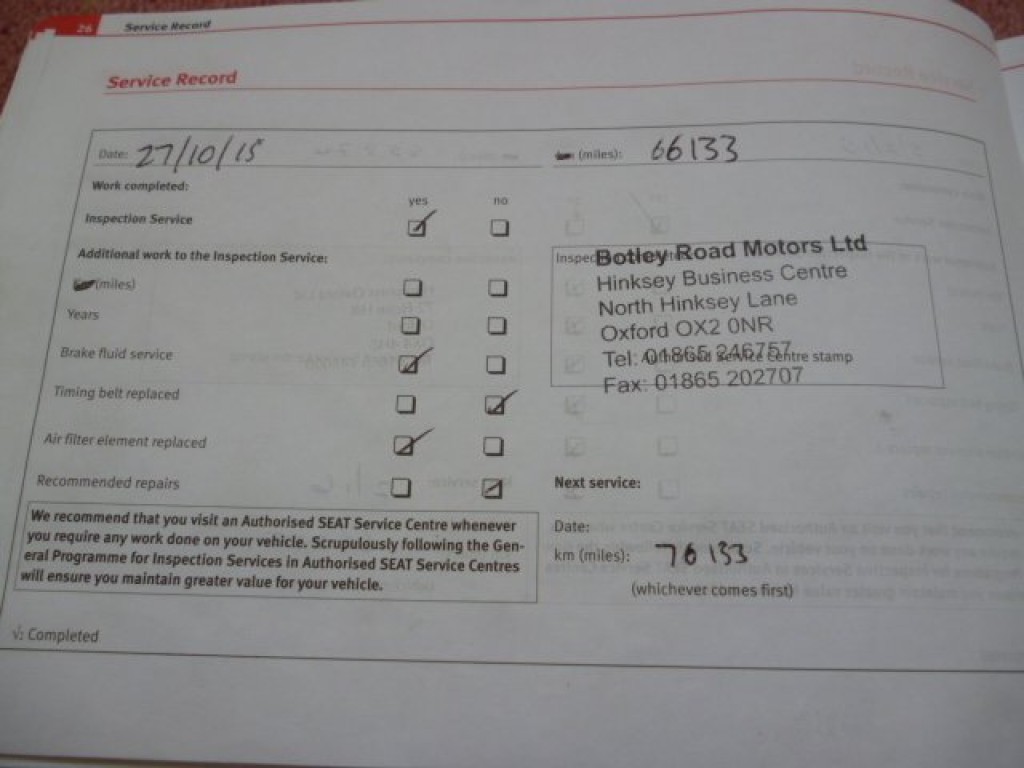 26 Service Record
Service Record
Date: 27/10/15 km (miles): 66133
Work completed:
yes no
Inspection Service
Additional work to the Inspection Service:
(miles)
Years
Brake fluid service
Timing belt replaced
Air filter element replaced
Recommended repairs
We recommend that you visit an Authorised SEAT Service Centre whenever
you require any work done on your vehicle. Scrupulously following the Gen-
eral Programme for Inspection Services in Authorised SEAT Service Centres
will ensure you maintain greater value for your vehicle.
√: Completed
Botley Road Motors Ltd
Hinksey Business Centre
North Hinksey Lane
Oxford OX2 0NR
Tel: 01865 246757
Authorised Service Centre stamp
Fax: 01865 202707
Next service:
Date:
km (miles): 76133
(whichever comes first)